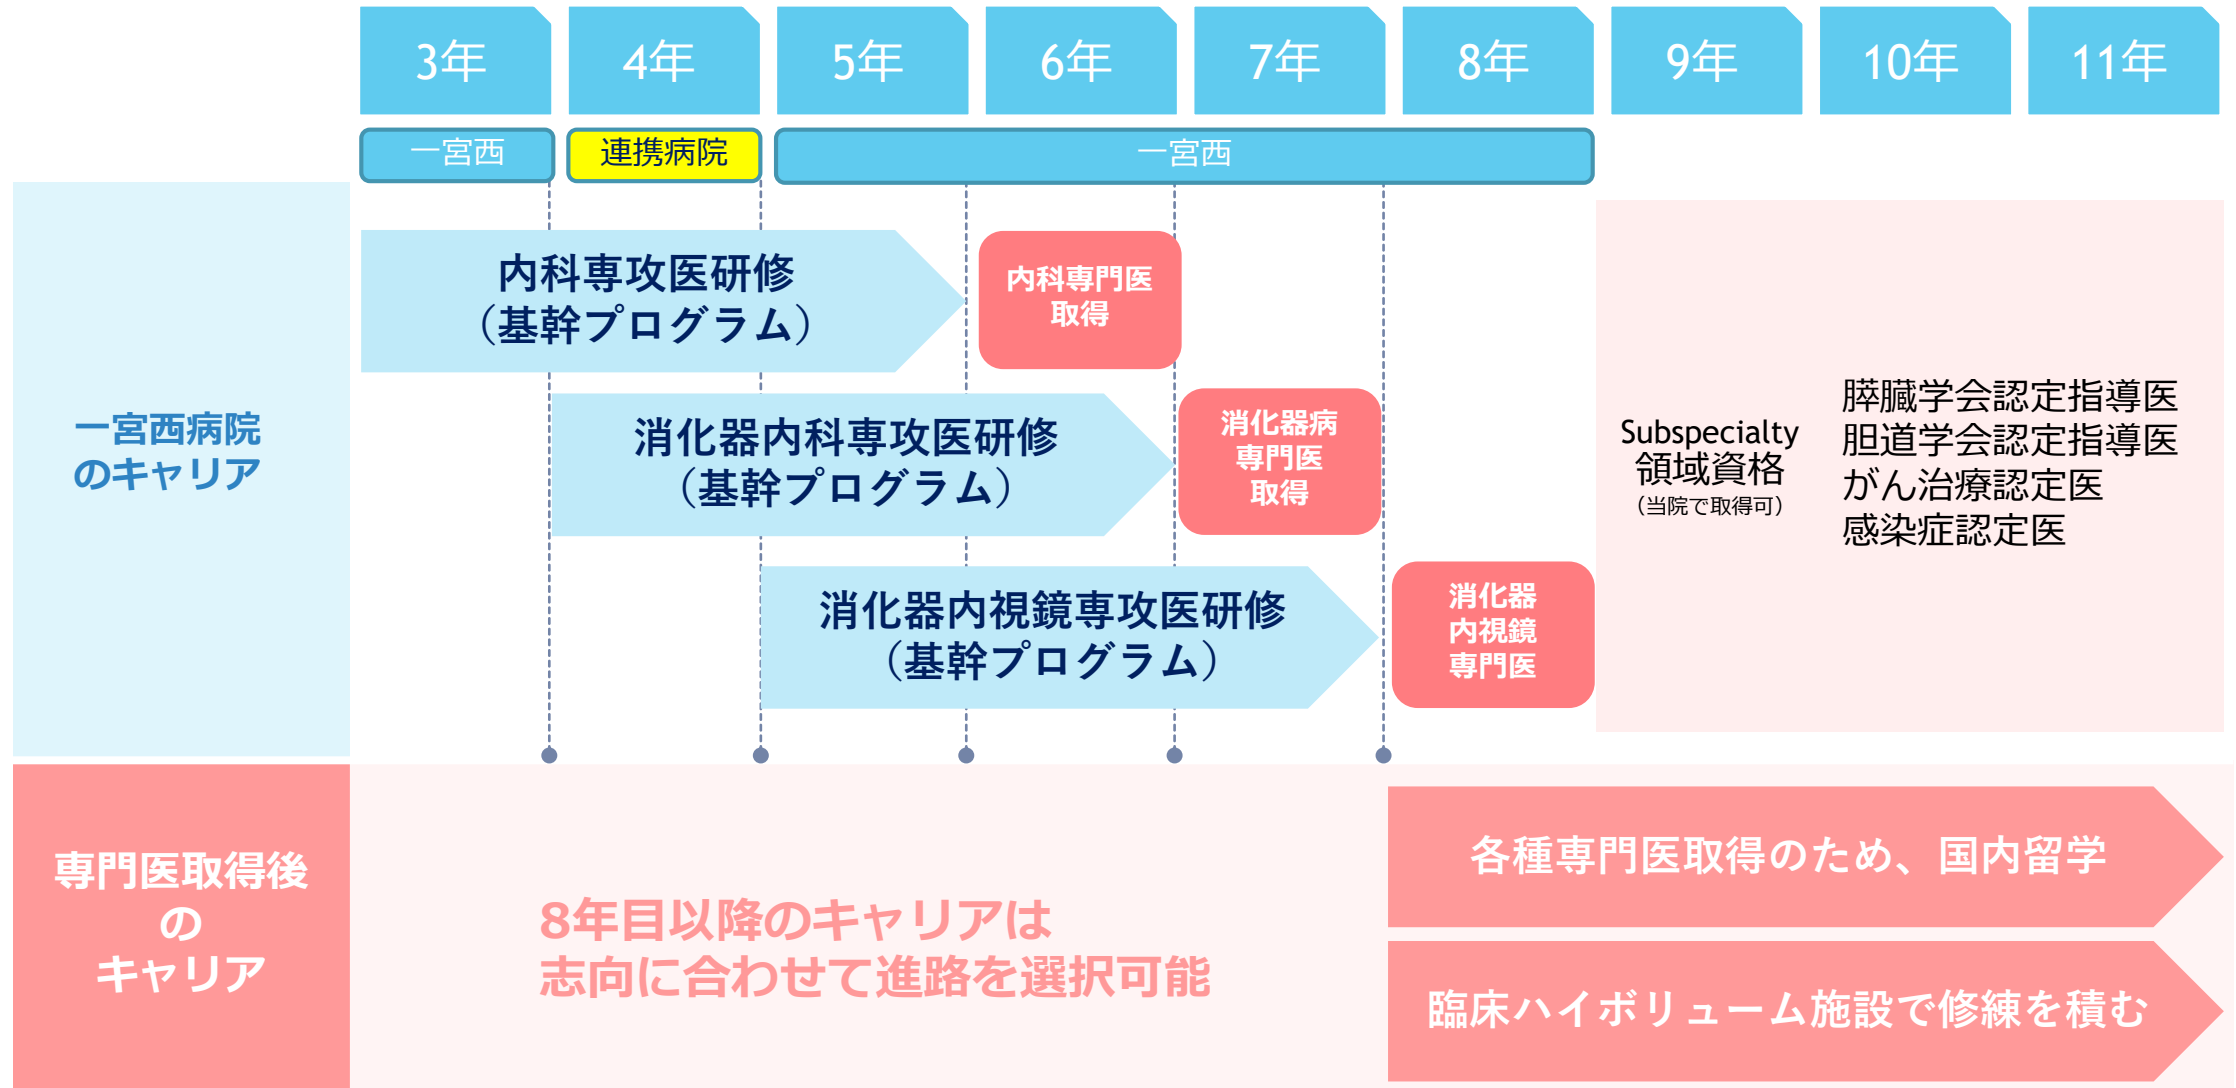 3年
4年
5年
6年
7年
8年
9年
10年
11年
一宮西
連携病院
一宮西
一宮西病院
のキャリア
内科専攻医研修
（基幹プログラム）
内科専門医
取得
消化器内科専攻医研修
（基幹プログラム）
消化器病
専門医
取得
消化器内視鏡専攻医研修
（基幹プログラム）
消化器
内視鏡
専門医
Subspecialty
領域資格
（当院で取得可）
膵臓学会認定指導医
胆道学会認定指導医
がん治療認定医
感染症認定医
専門医取得後
の
キャリア
8年目以降のキャリアは
志向に合わせて進路を選択可能
各種専門医取得のため、国内留学
臨床ハイボリューム施設で修練を積む